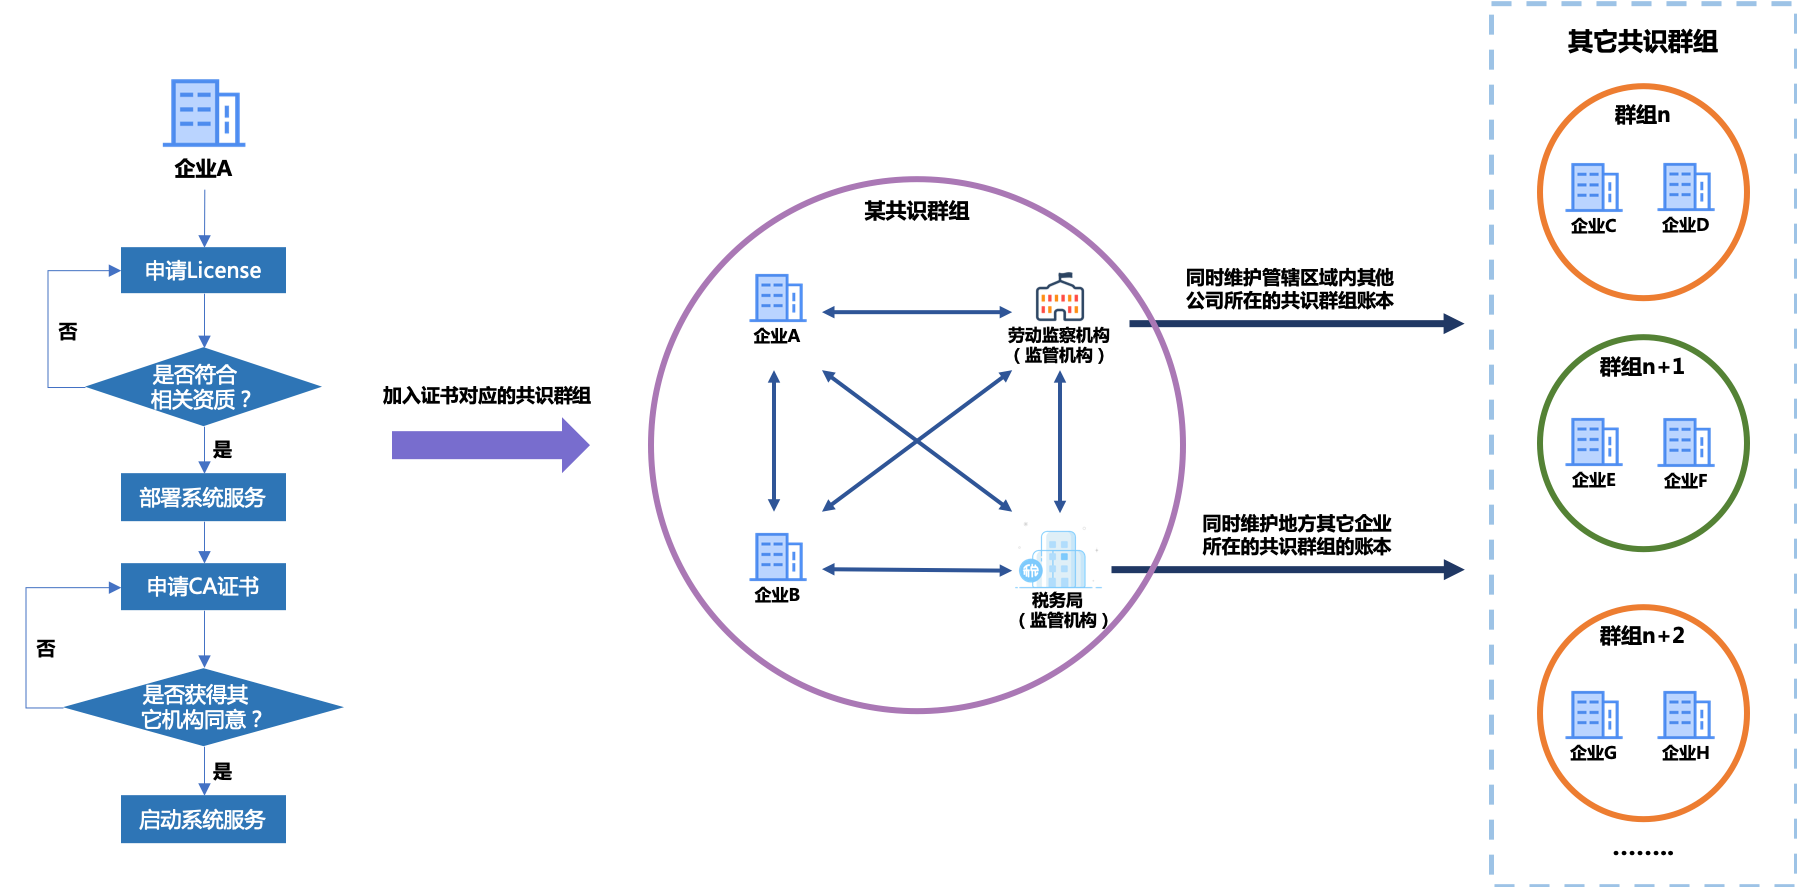 企业A
申请License
否
是否符合
相关资质？
是
部署系统服务
申请CA证书
否
是否获得其
它机构同意？
是
启动系统服务
加入证书对应的共识群组
某共识群组
企业A
劳动监察机构
（监管机构）
企业B
税务局
（监管机构）
同时维护管辖区域内其他
公司所在的共识群组账本
同时维护地方其它企业
所在的共识群组的账本
其它共识群组
群组n
企业C
企业D
群组n+1
企业E
企业F
群组n+2
企业G
企业H
........